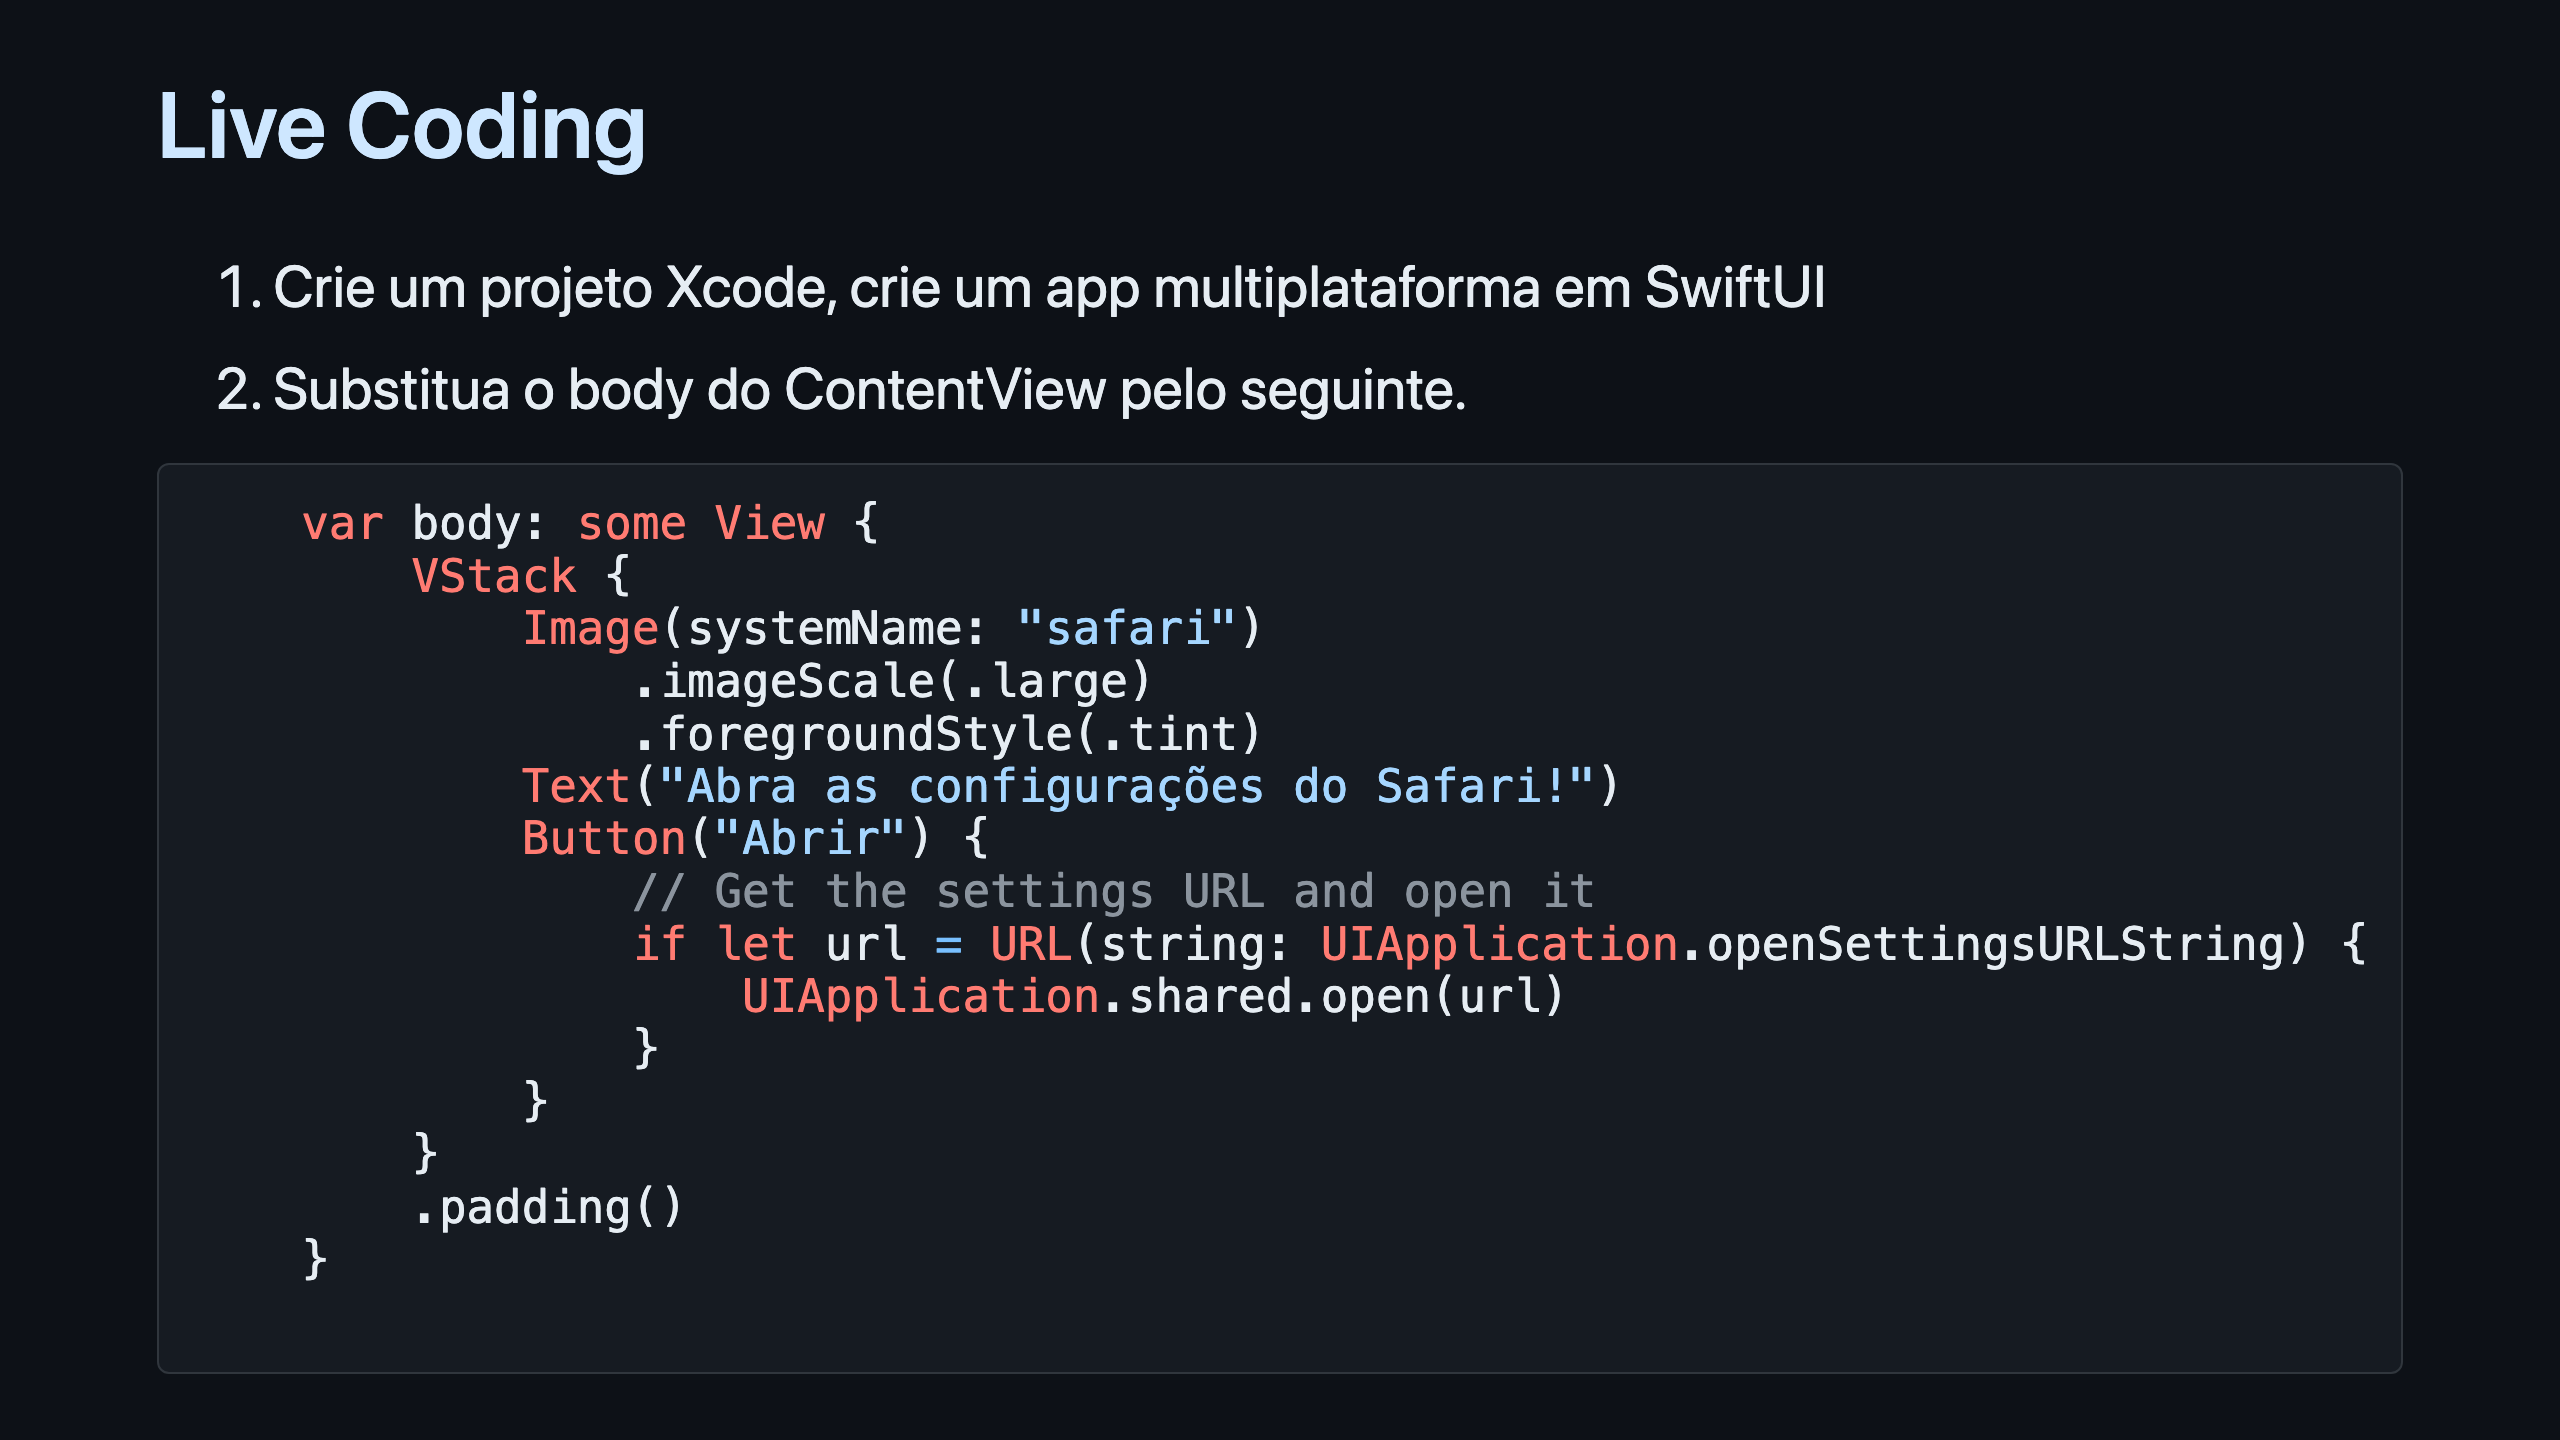 Live Coding
1. Crie um projeto Xcode, crie um app multiplataforma em SwiftUI
2. Substitua o body do ContentView pelo seguinte.
var body: some View {
    VStack {
        Image(systemName: "safari")
            .imageScale(.large)
            .foregroundStyle(.tint)
        Text("Abra as configurações do Safari!")
        Button("Abrir") {
            // Get the settings URL and open it
            if let url = URL(string: UIApplication.openSettingsURLString) {
                UIApplication.shared.open(url)
            }
        }
    }
    .padding()
}